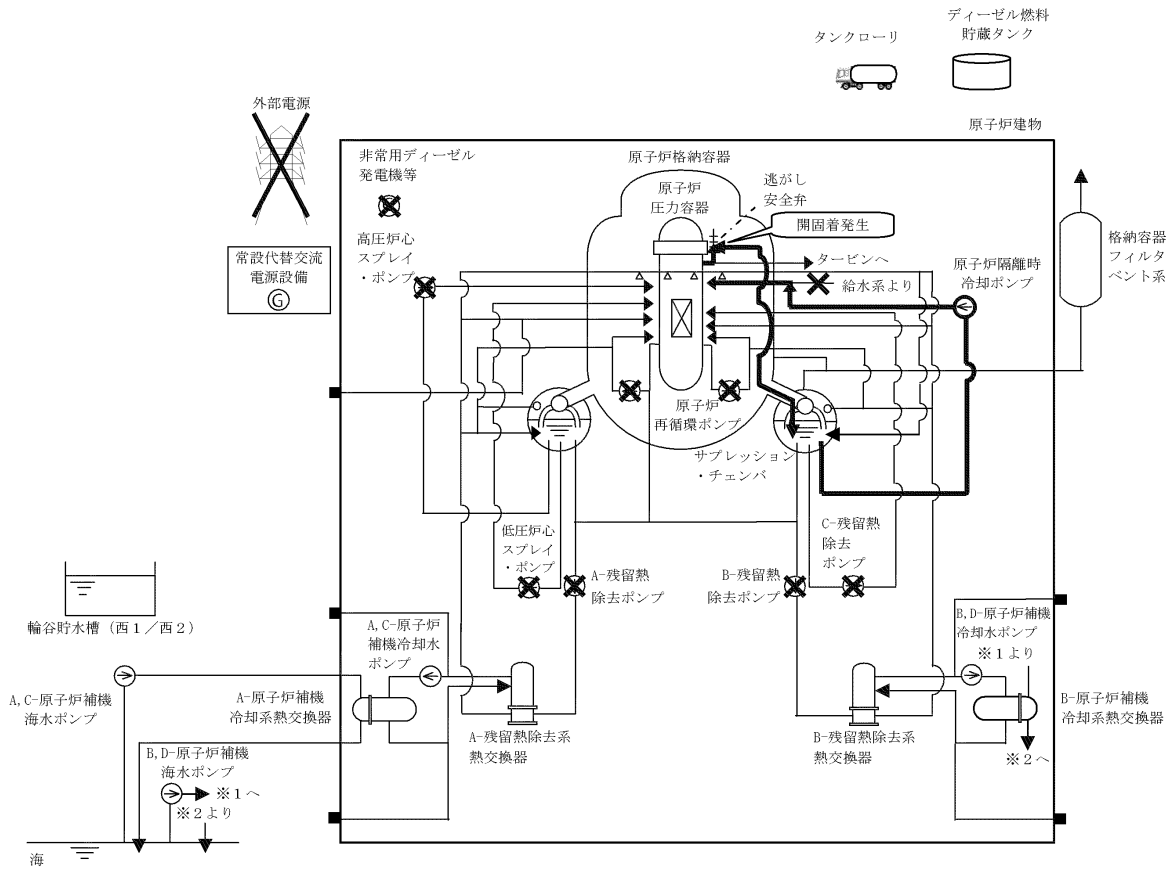 ディーゼル燃料
貯蔵タンク
タンクローリ
外部電源
原子炉建物
非常用ディーゼル
発電機等
原子炉格納容器
原子炉
圧力容器
逃がし
安全弁
開固着発生
高圧炉心
スプレイ
・ポンプ
常設代替交流
電源設備
G
タービンへ
給水系より
原子炉隔離時
冷却ポンプ
格納容器
フィルタ
ベント系
原子炉
再循環ポンプ
サプレッション
・チェンバ
低圧炉心
スプレイ
・ポンプ
C-残留熱
除去
ポンプ
A-残留熱
除去ポンプ
B-残留熱
除去ポンプ
輪谷貯水槽（西１／西２）
A,C-原子炉
補機冷却水
ポンプ
B,D-原子炉補機
冷却水ポンプ
※１より
A,C-原子炉補機
海水ポンプ
A-原子炉補機
冷却系熱交換器
B-原子炉補機
冷却系熱交換器
A-残留熱除去系
熱交換器
B-残留熱除去系
熱交換器
※２へ
B,D-原子炉補機
海水ポンプ
※１へ
※２より
海